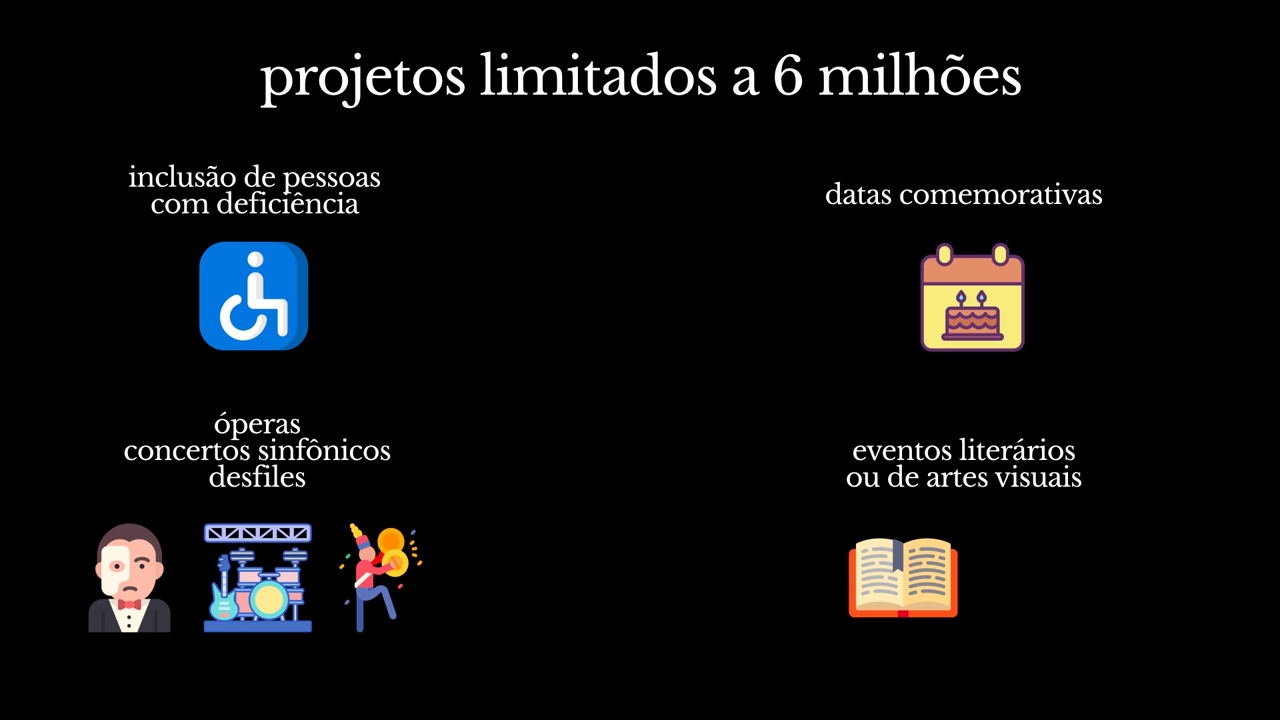 projetos limitados a 6 milhões
inclusão de pessoas
com deficiência
datas comemorativas
óperas
concertos sinfônicos
desfiles
eventos literários
ou de artes visuais